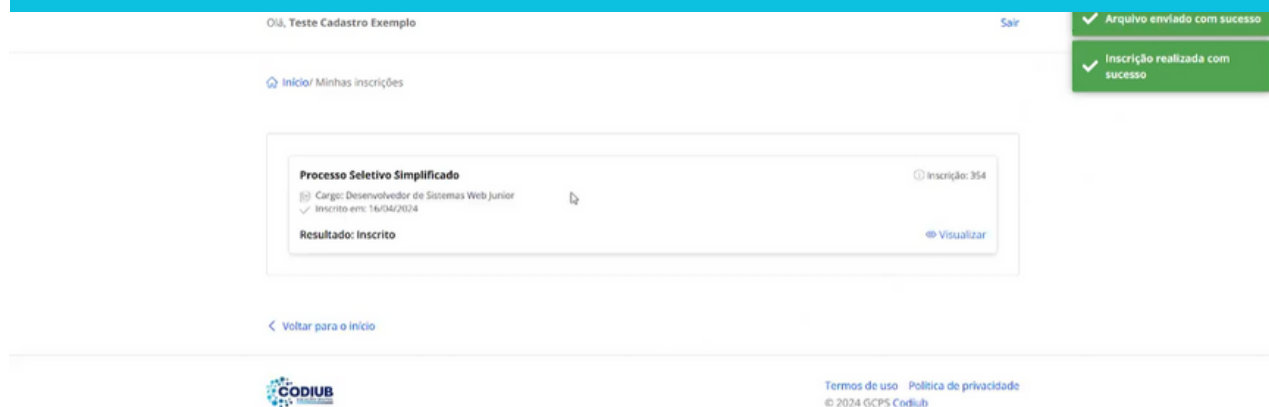 Olá, Teste Cadastro Exemplo
Sair
Arquivo enviado com sucesso
Inscrição realizada com
sucesso
Início/ Minhas inscrições
Processo Seletivo Simplificado
Inscrição: 354
Cargo: Desenvolvedor de Sistemas Web Junior
Inscrito em: 16/04/2024
Resultado: Inscrito
Visualizar
Voltar para o início
CODIUB
Termos de uso Política de privacidade
© 2024 GCPS Codiub